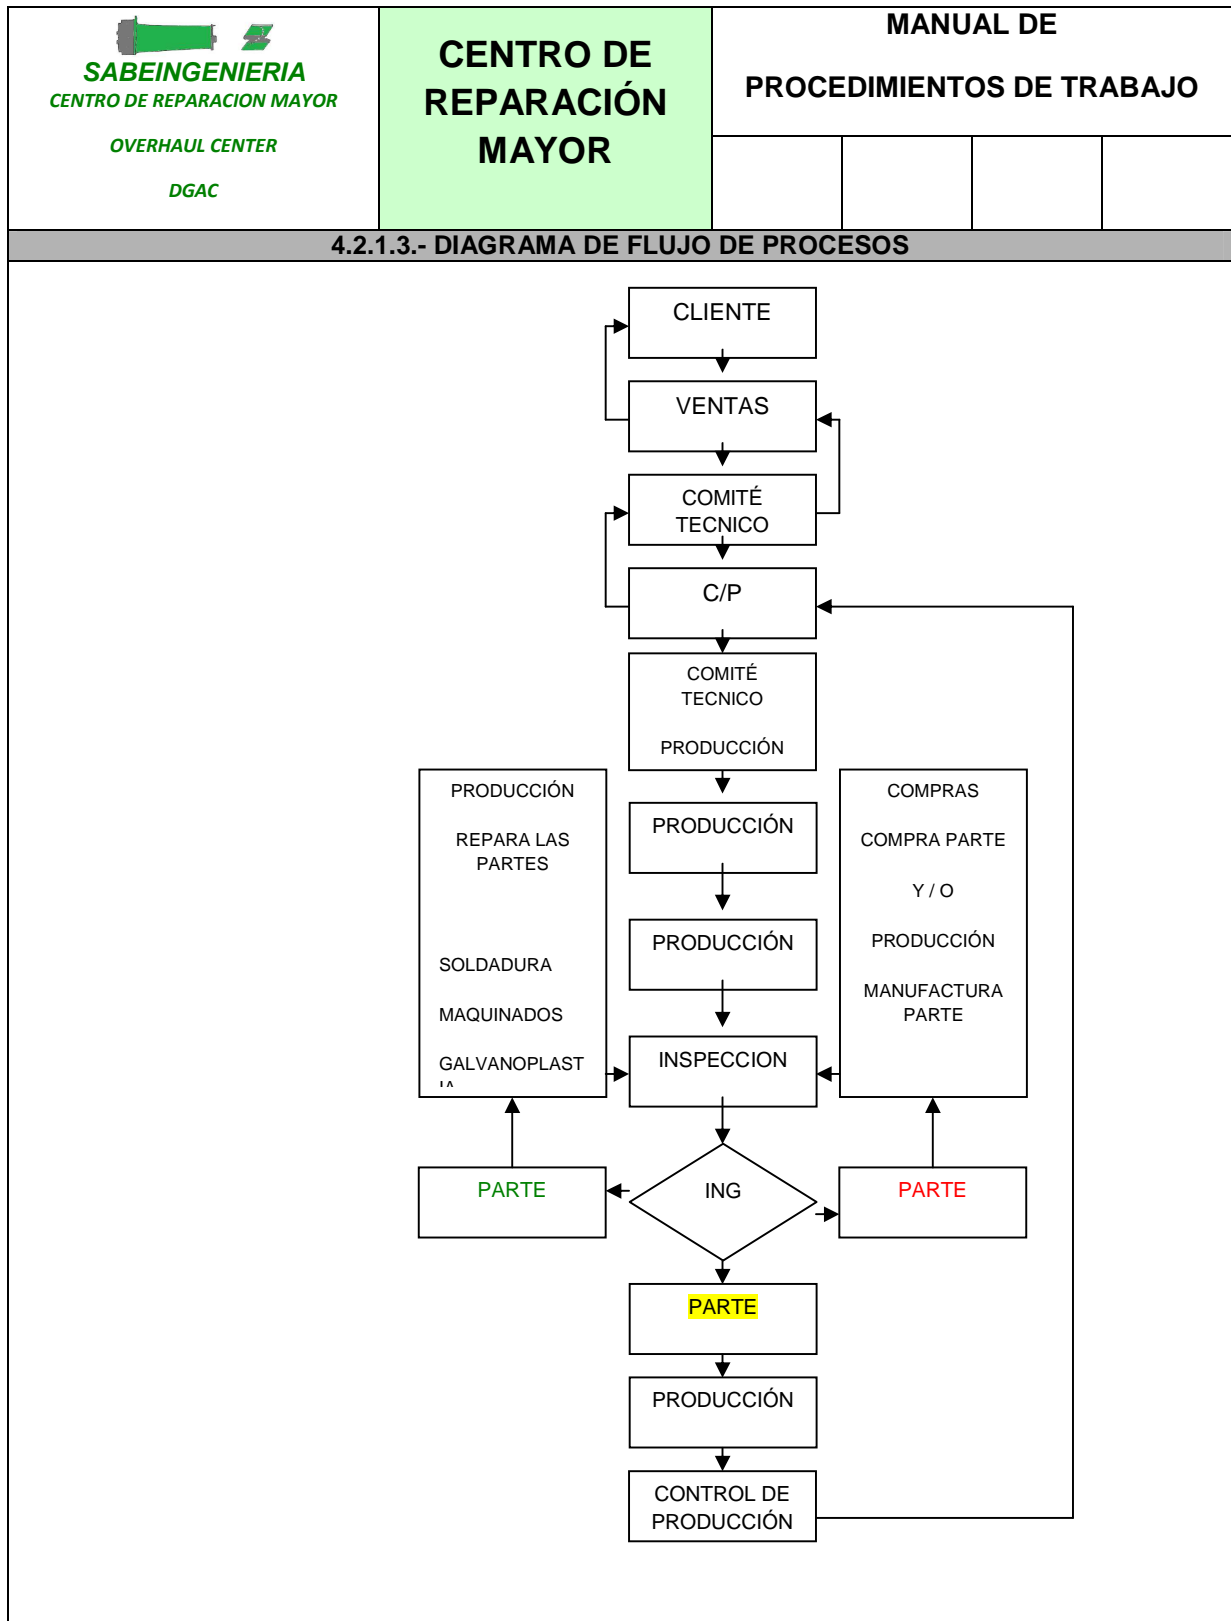 SABEINGENIERIA
CENTRO DE REPARACION MAYOR
OVERHAUL CENTER
DGAC
CENTRO DE
REPARACIÓN
MAYOR
MANUAL DE
PROCEDIMIENTOS DE TRABAJO
4.2.1.3.- DIAGRAMA DE FLUJO DE PROCESOS
CLIENTE
VENTAS
COMITÉ
TECNICO
C/P
COMITÉ
TECNICO
PRODUCCIÓN
PRODUCCIÓN
REPARA LAS
PARTES
SOLDADURA
MAQUINADOS
GALVANOPLAST
IA
PRODUCCIÓN
PRODUCCIÓN
INSPECCION
COMPRAS
COMPRA PARTE
Y / O
PRODUCCIÓN
MANUFACTURA
PARTE
PARTE
ING
PARTE
PARTE
PRODUCCIÓN
CONTROL DE
PRODUCCIÓN